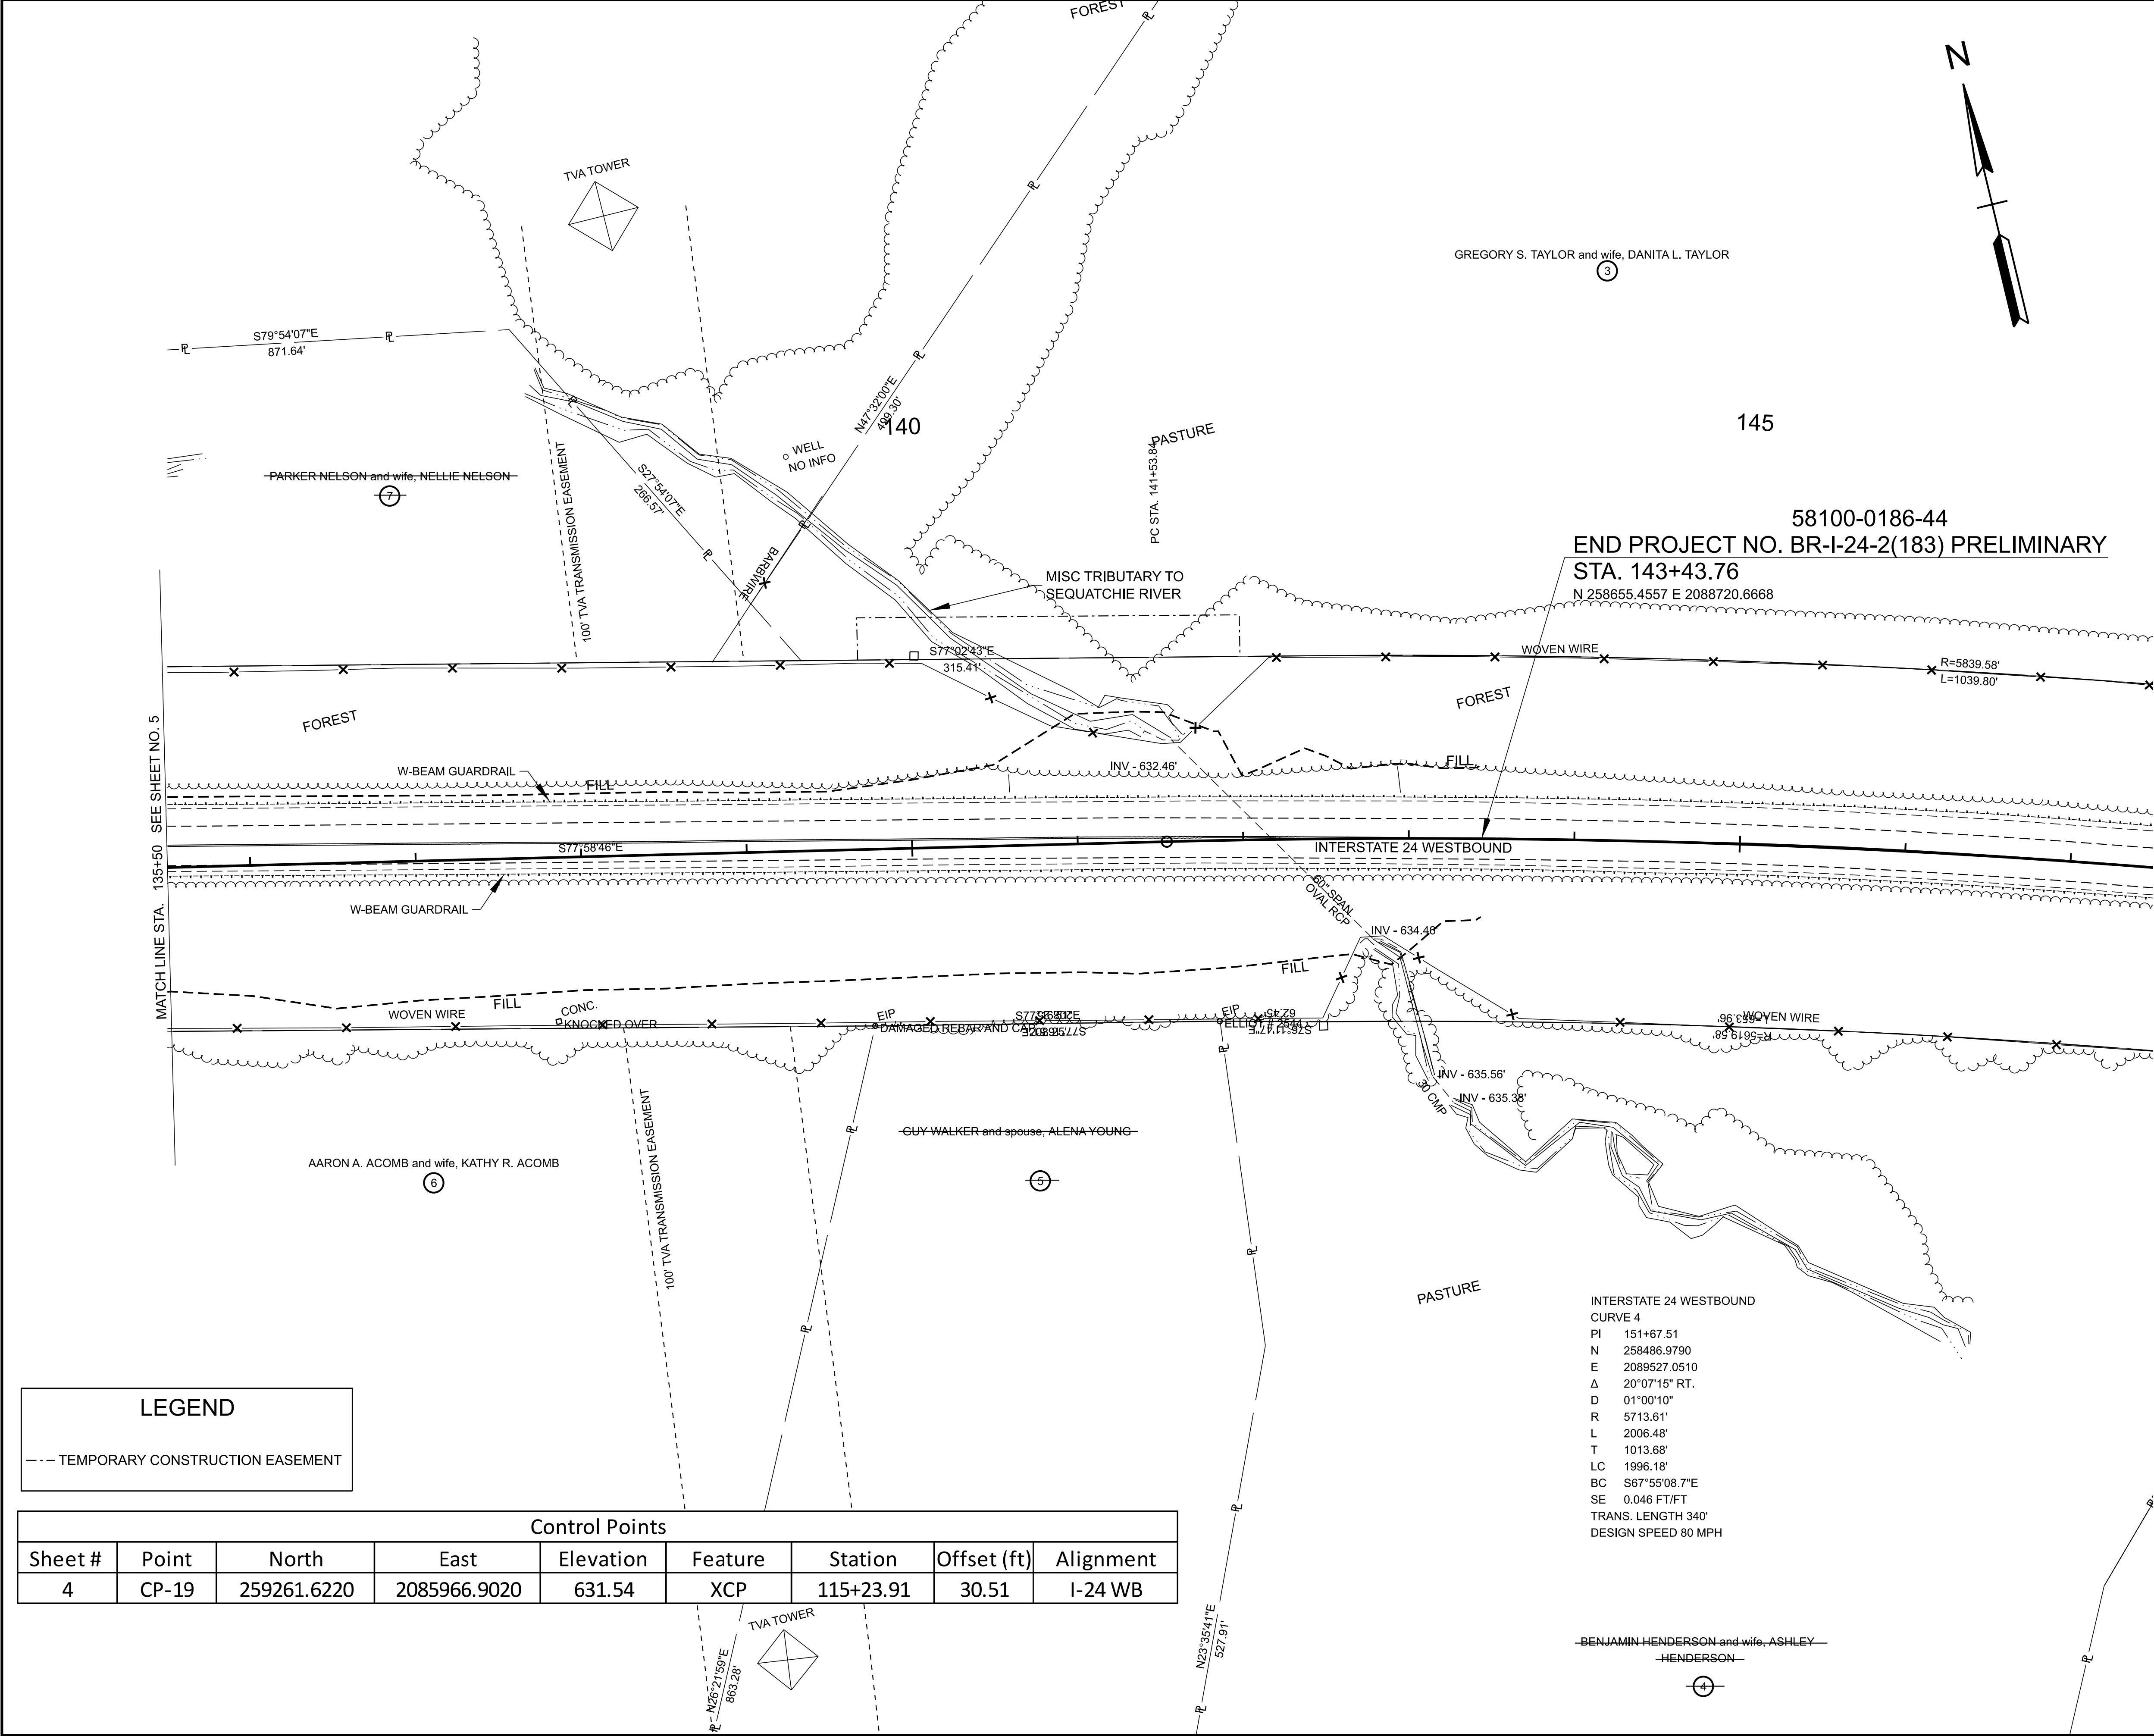 FOREST
N
TVA TOWER
GREGORY S. TAYLOR and wife, DANITA L. TAYLOR
3
S79°54'07"E
871.64'
N47°32'00"E
499.30'
140
145
PASTURE
WELL
NO INFO
PARKER NELSON and wife, NELLIE NELSON
7
100' TVA TRANSMISSION EASEMENT
S27°54'07"E
266.57'
BARBWIRE
PC STA. 141+53.84
58100-0186-44
END PROJECT NO. BR-I-24-2(183) PRELIMINARY
STA. 143+43.76
N 258655.4557 E 2088720.6668
MISC TRIBUTARY TO
SEQUATCHIE RIVER
S77°02'43"E
315.41'
WOVEN WIRE
R=5839.58'
L=1039.80'
FOREST
FOREST
MATCH LINE STA. 135+50 SEE SHEET NO. 5
W-BEAM GUARDRAIL
FILL
INV - 632.46'
FILL
S77°58'46"E
INTERSTATE 24 WESTBOUND
W-BEAM GUARDRAIL
60" SPAN
OVAL RCP
INV - 634.46'
FILL
FILL
WOVEN WIRE
CONC.
KNOCKED OVER
EIP
DAMAGED REBAR AND CAP
EIP
62.45'
S76°11'17"E
L=653.96'
WOVEN WIRE
R=5619.58'
INV - 635.56'
30 CMP
INV - 635.38'
100' TVA TRANSMISSION EASEMENT
GUY WALKER and spouse, ALENA YOUNG
5
AARON A. ACOMB and wife, KATHY R. ACOMB
6
PASTURE
INTERSTATE 24 WESTBOUND
CURVE 4
PI 151+67.51
N 258486.9790
E 2089527.0510
Δ 20°07'15" RT.
D 01°00'10"
R 5713.61'
L 2006.48'
T 1013.68'
LC 1996.18'
BC S67°55'08.7"E
SE 0.046 FT/FT
TRANS. LENGTH 340'
DESIGN SPEED 80 MPH
LEGEND
TEMPORARY CONSTRUCTION EASEMENT
Control Points
Sheet # Point North East Elevation Feature Station Offset (ft) Alignment
4 CP-19 259261.6220 2085966.9020 631.54 XCP 115+23.91 30.51 I-24 WB
TVA TOWER
N26°21'59"E
863.28'
N23°35'41"E
527.91'
BENJAMIN HENDERSON and wife, ASHLEY
HENDERSON
4